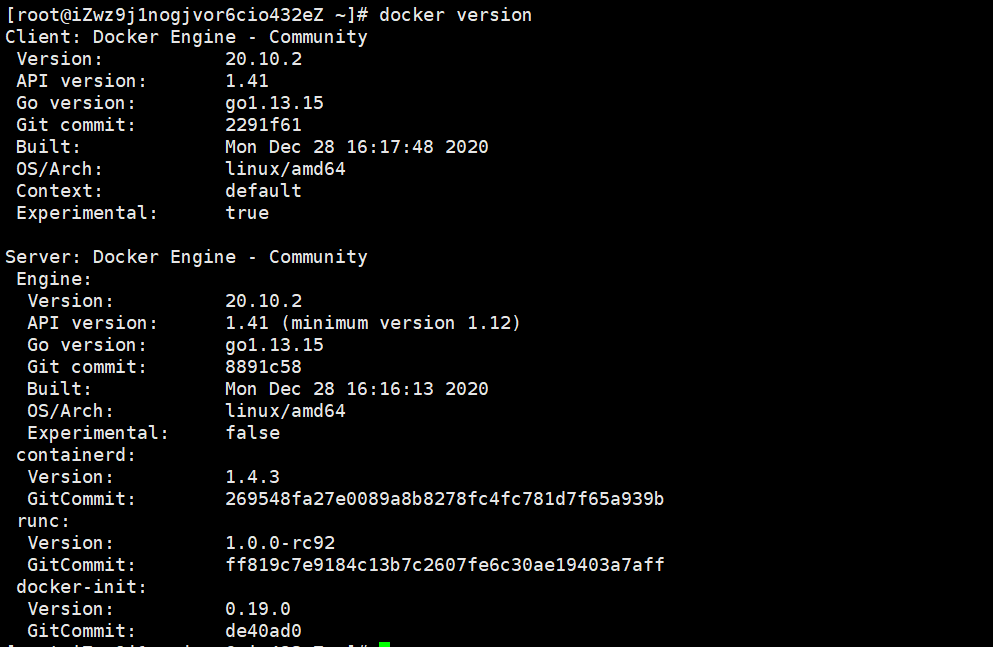 [root@iZwz9j1nogjvor6cio432eZ ~]# docker version
Client: Docker Engine - Community
 Version:           20.10.2
 API version:       1.41
 Go version:        go1.13.15
 Git commit:        2291f61
 Built:             Mon Dec 28 16:17:48 2020
 OS/Arch:           linux/amd64
 Context:           default
 Experimental:      true

Server: Docker Engine - Community
 Engine:
  Version:          20.10.2
  API version:      1.41 (minimum version 1.12)
  Go version:       go1.13.15
  Git commit:       8891c58
  Built:            Mon Dec 28 16:16:13 2020
  OS/Arch:          linux/amd64
  Experimental:     false
 containerd:
  Version:          1.4.3
  GitCommit:        269548fa27e0089a8b8278fc4fc781d7f65a939b
 runc:
  Version:          1.0.0-rc92
  GitCommit:        ff819c7e9184c13b7c2607fe6c30ae19403a7aff
 docker-init:
  Version:          0.19.0
  GitCommit:        de40ad0